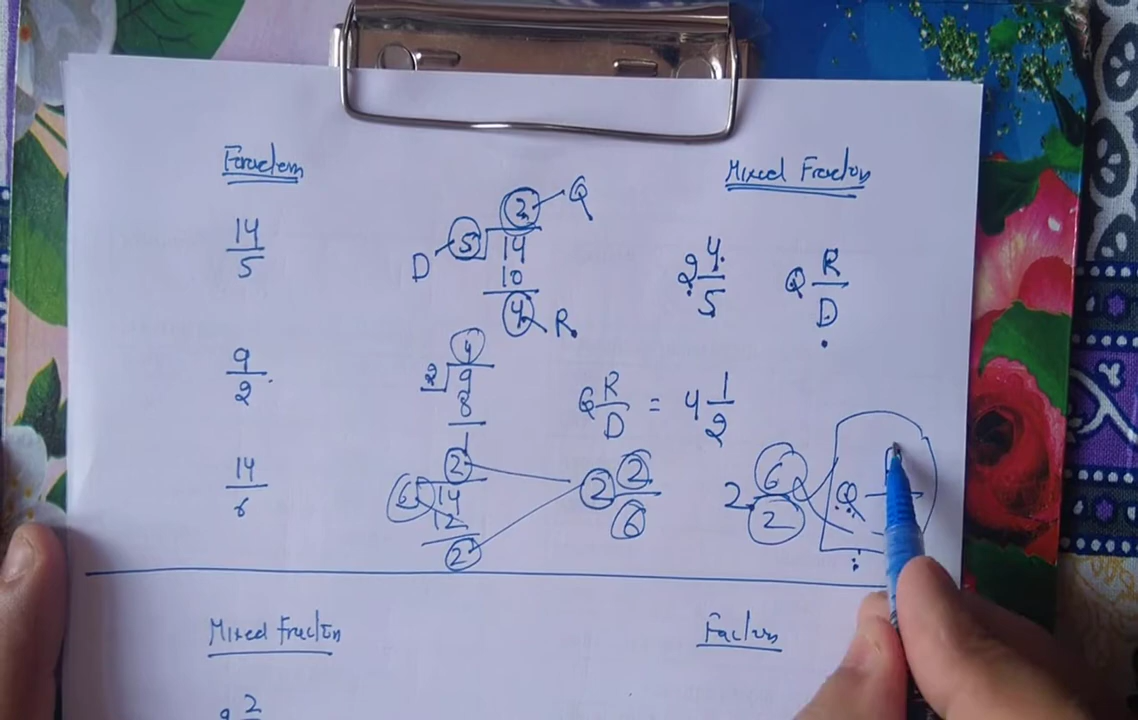 Fraction
Mixed Fraction
14
5
2 Q
D 5 14
10
4 R
2 4/5
Q R/D
9
2
4
2 9
8
1
Q R/D = 4 1/2
14
6
2
6 14
12
2
2 2/6
2 6/2
Q
Mixed Fraction
Fraction
2